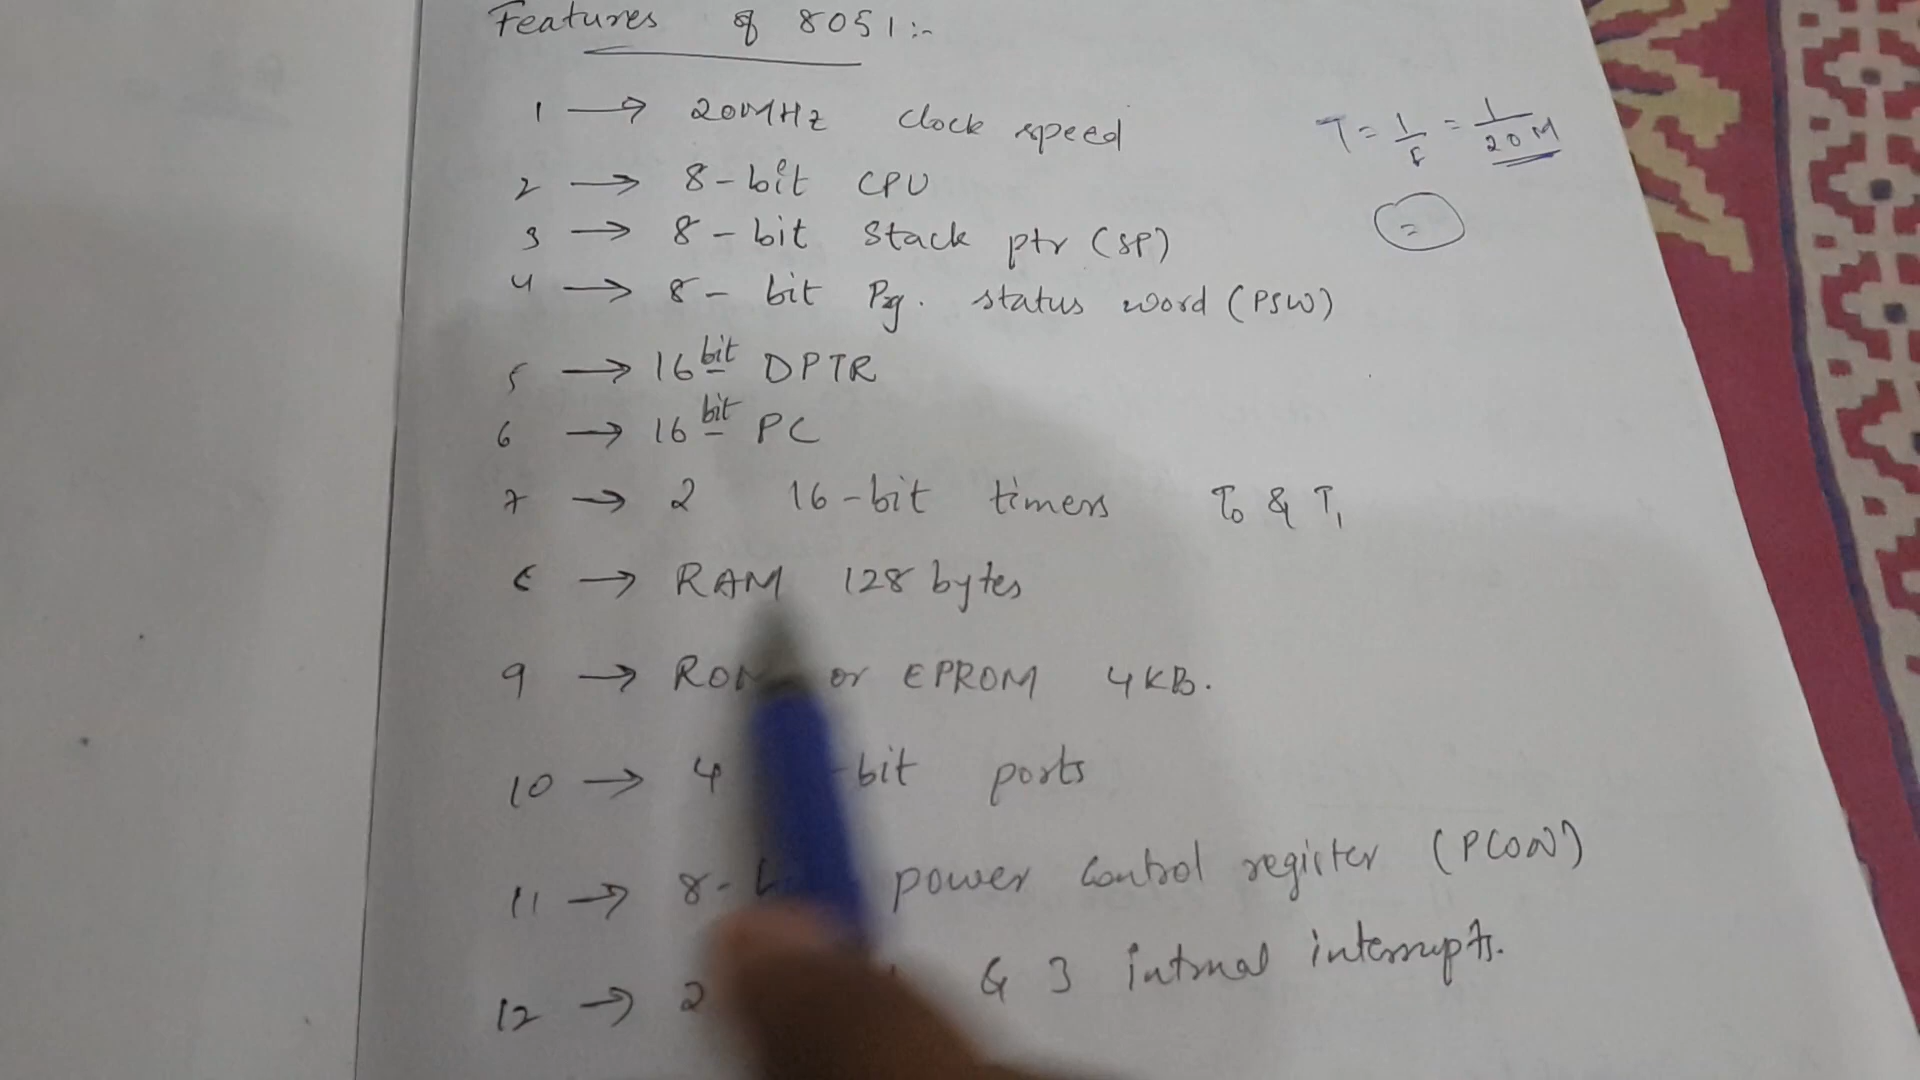 Features of 8051:-
1 → 20MHz clock speed
T = 1/f = 1/20M
=
2 → 8-bit CPU
3 → 8-bit Stack ptr (SP)
4 → 8-bit Prg. status word (PSW)
5 → 16 bit DPTR
6 → 16 bit PC
7 → 2 16-bit timers T0 & T1
8 → RAM 128 bytes
9 → ROM or EPROM 4KB.
10 → 4 -bit ports
11 → 8- power control register (PCON)
12 → 2 & 3 internal interrupts.